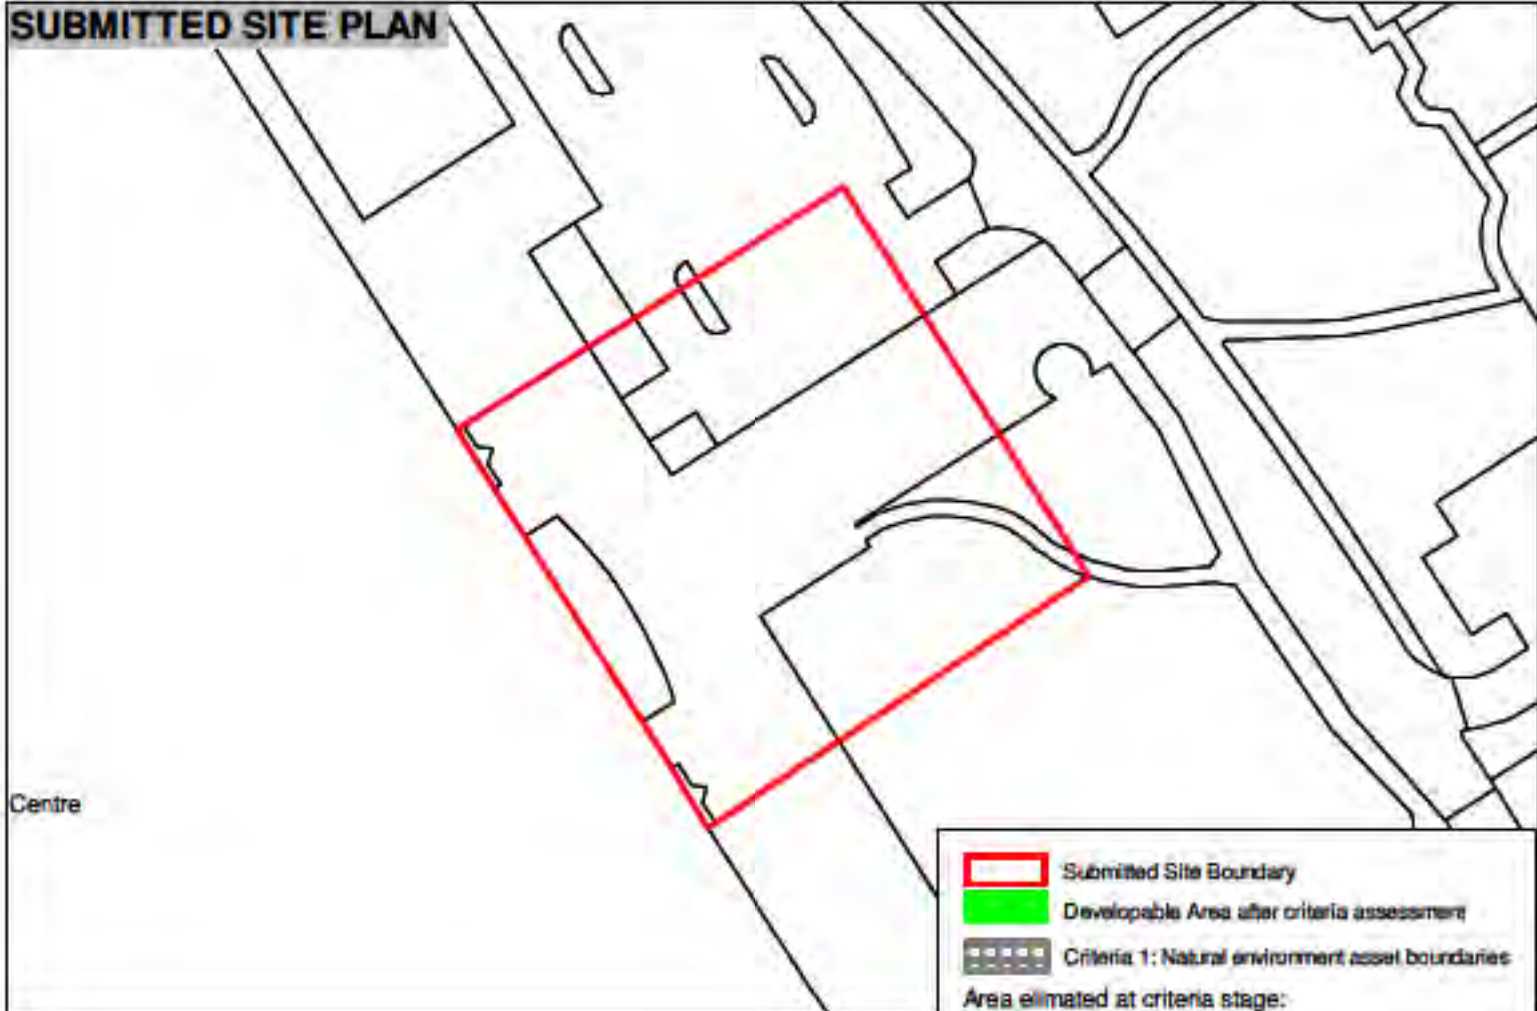 SUBMITTED SITE PLAN
Centre
Submitted Site Boundary
Developable Area after criteria assessment
Criteria 1: Natural environment asset boundaries
Area elimated at criteria stage: